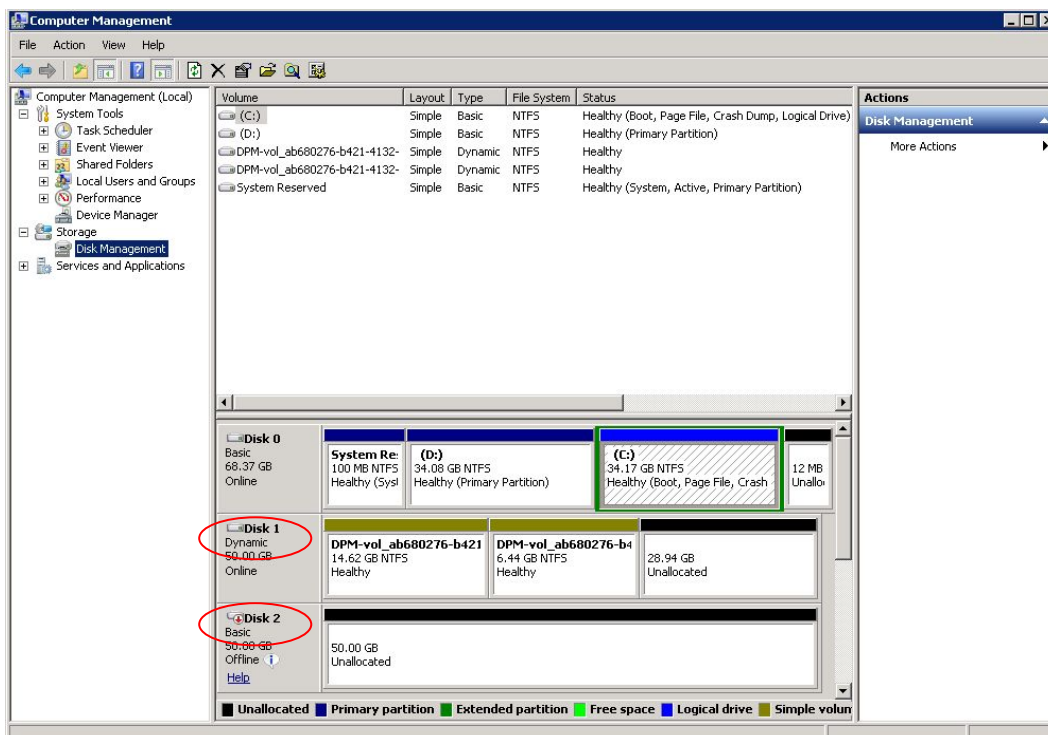 Computer Management
File Action View Help
Computer Management (Local)
System Tools
Task Scheduler
Event Viewer
Shared Folders
Local Users and Groups
Performance
Device Manager
Storage
Disk Management
Services and Applications
Volume Layout Type File System Status
(C:) Simple Basic NTFS Healthy (Boot, Page File, Crash Dump, Logical Drive)
(D:) Simple Basic NTFS Healthy (Primary Partition)
DPM-vol_ab680276-b421-4132- Simple Dynamic NTFS Healthy
DPM-vol_ab680276-b421-4132- Simple Dynamic NTFS Healthy
System Reserved Simple Basic NTFS Healthy (System, Active, Primary Partition)
Actions
Disk Management
More Actions
Disk 0
Basic
68.37 GB
Online
System Re:
100 MB NTFS
Healthy (Syst
(D:)
34.08 GB NTFS
Healthy (Primary Partition)
(C:)
34.17 GB NTFS
Healthy (Boot, Page File, Crash
12 MB
Unallo
Disk 1
Dynamic
50.00 GB
Online
DPM-vol_ab680276-b421
14.62 GB NTFS
Healthy
DPM-vol_ab680276-b4
6.44 GB NTFS
Healthy
28.94 GB
Unallocated
Disk 2
Basic
50.00 GB
Offline
Help
50.00 GB
Unallocated
Unallocated Primary partition Extended partition Free space Logical drive Simple volun